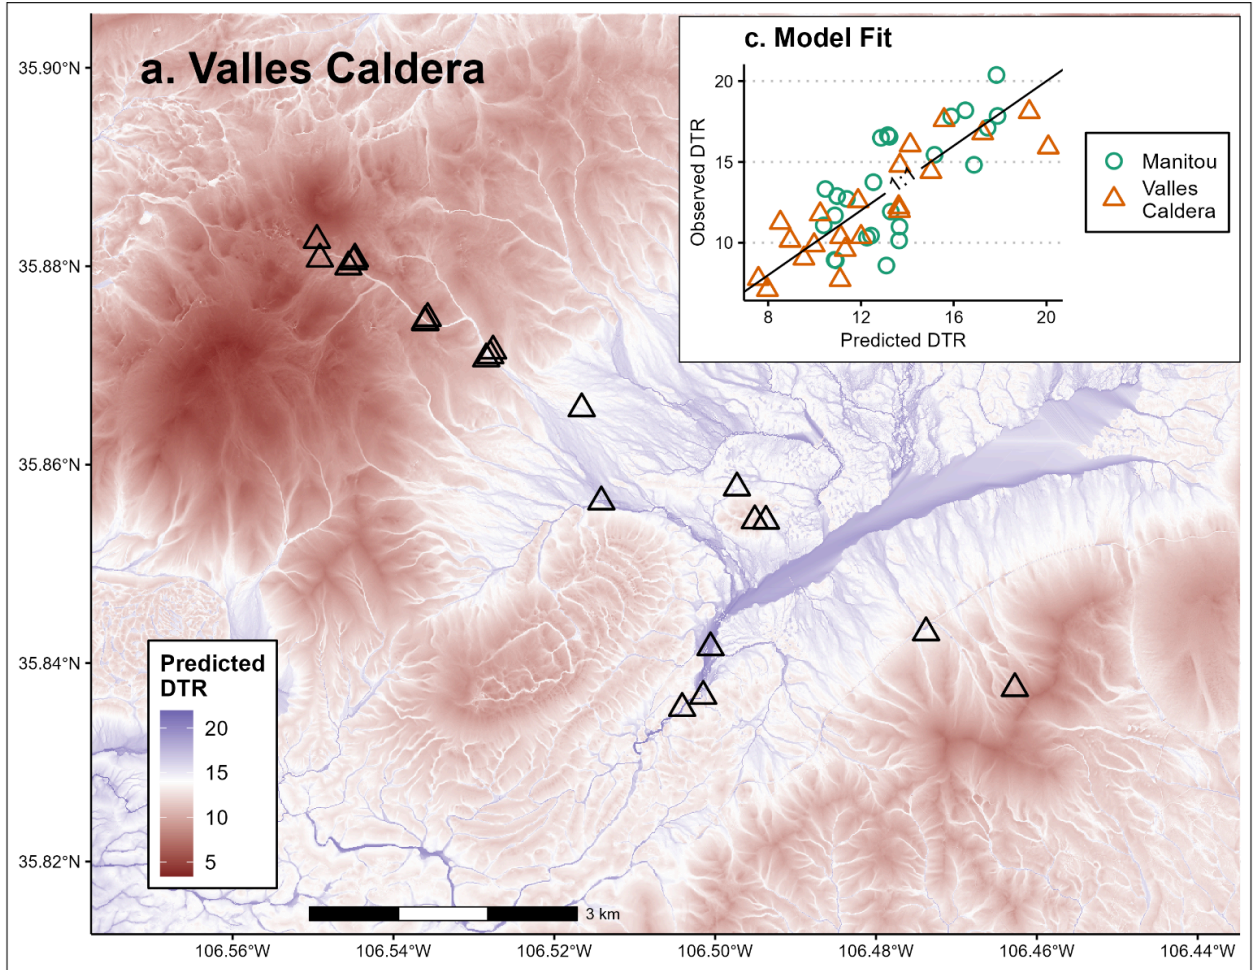 a. Valles Caldera
c. Model Fit
Observed DTR
20
15
10
1:1
8
12
16
20
Predicted DTR
Manitou
Valles
Caldera
35.90°N
35.88°N
35.86°N
35.84°N
35.82°N
Predicted
DTR
20
15
10
5
3 km
106.56°W
106.54°W
106.52°W
106.50°W
106.48°W
106.46°W
106.44°W